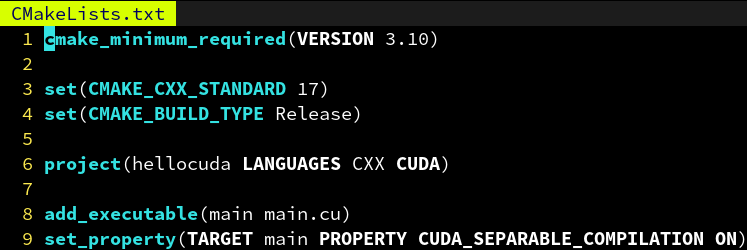 CMakeLists.txt
1 cmake_minimum_required(VERSION 3.10)
2
3 set(CMAKE_CXX_STANDARD 17)
4 set(CMAKE_BUILD_TYPE Release)
5
6 project(hellocuda LANGUAGES CXX CUDA)
7
8 add_executable(main main.cu)
9 set_property(TARGET main PROPERTY CUDA_SEPARABLE_COMPILATION ON)